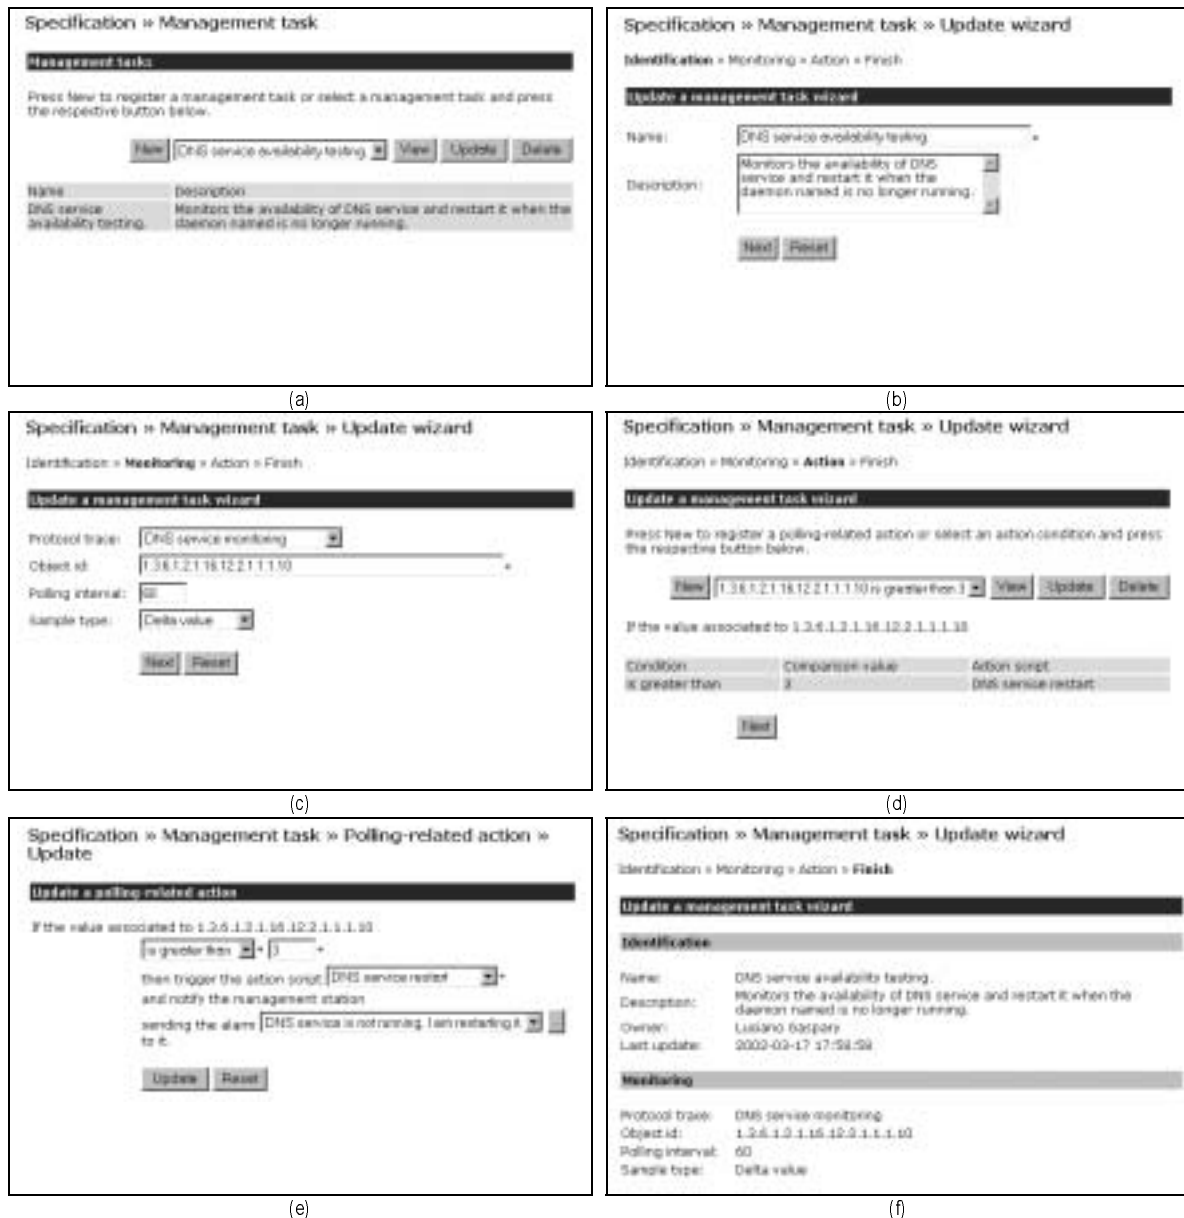 Specification » Management task
Management tasks
Press New to register a management task or select a management task and press
the respective button below.
New DNS service availability testing. View Update Delete
Name Description
DNS service Monitors the availability of DNS service and restart it when the
availability testing. daemon named is no longer running.
(a)
Specification » Management task » Update wizard
Identification » Monitoring » Action » Finish
Update a management task wizard
Name: DNS service availability testing. *
Description: Monitors the availability of DNS
service and restart it when the
daemon named is no longer running.
Next Reset
(b)
Specification » Management task » Update wizard
Identification » Monitoring » Action » Finish
Update a management task wizard
Protocol trace: DNS service monitoring
Object id: 1.3.6.1.2.1.16.12.2.1.1.1.10 *
Polling interval: 60
Sample type: Delta value
Next Reset
(c)
Specification » Management task » Update wizard
Identification » Monitoring » Action » Finish
Update a management task wizard
Press New to register a polling-related action or select an action condition and press
the respective button below.
New 1.3.6.1.2.1.16.12.2.1.1.1.10 is greater than 3 View Update Delete
If the value associated to 1.3.6.1.2.1.16.12.2.1.1.1.10
Condition Comparison value Action script
is greater than 3 DNS service restart
Next
(d)
Specification » Management task » Polling-related action »
Update
Update a polling-related action
If the value associated to 1.3.6.1.2.1.16.12.2.1.1.1.10
is greater than * 3 *
then trigger the action script DNS service restart *
and notify the management station
sending the alarm DNS service is not running. I am restarting it
to it.
Update Reset
(e)
Specification » Management task » Update wizard
Identification » Monitoring » Action » Finish
Update a management task wizard
Identification
Name: DNS service availability testing.
Description: Monitors the availability of DNS service and restart it when the
daemon named is no longer running.
Owner: Luciano Gaspary
Last update: 2002-03-17 17:58:58
Monitoring
Protocol trace: DNS service monitoring
Object id: 1.3.6.1.2.1.16.12.2.1.1.1.10
Polling interval: 60
Sample type: Delta value
(f)